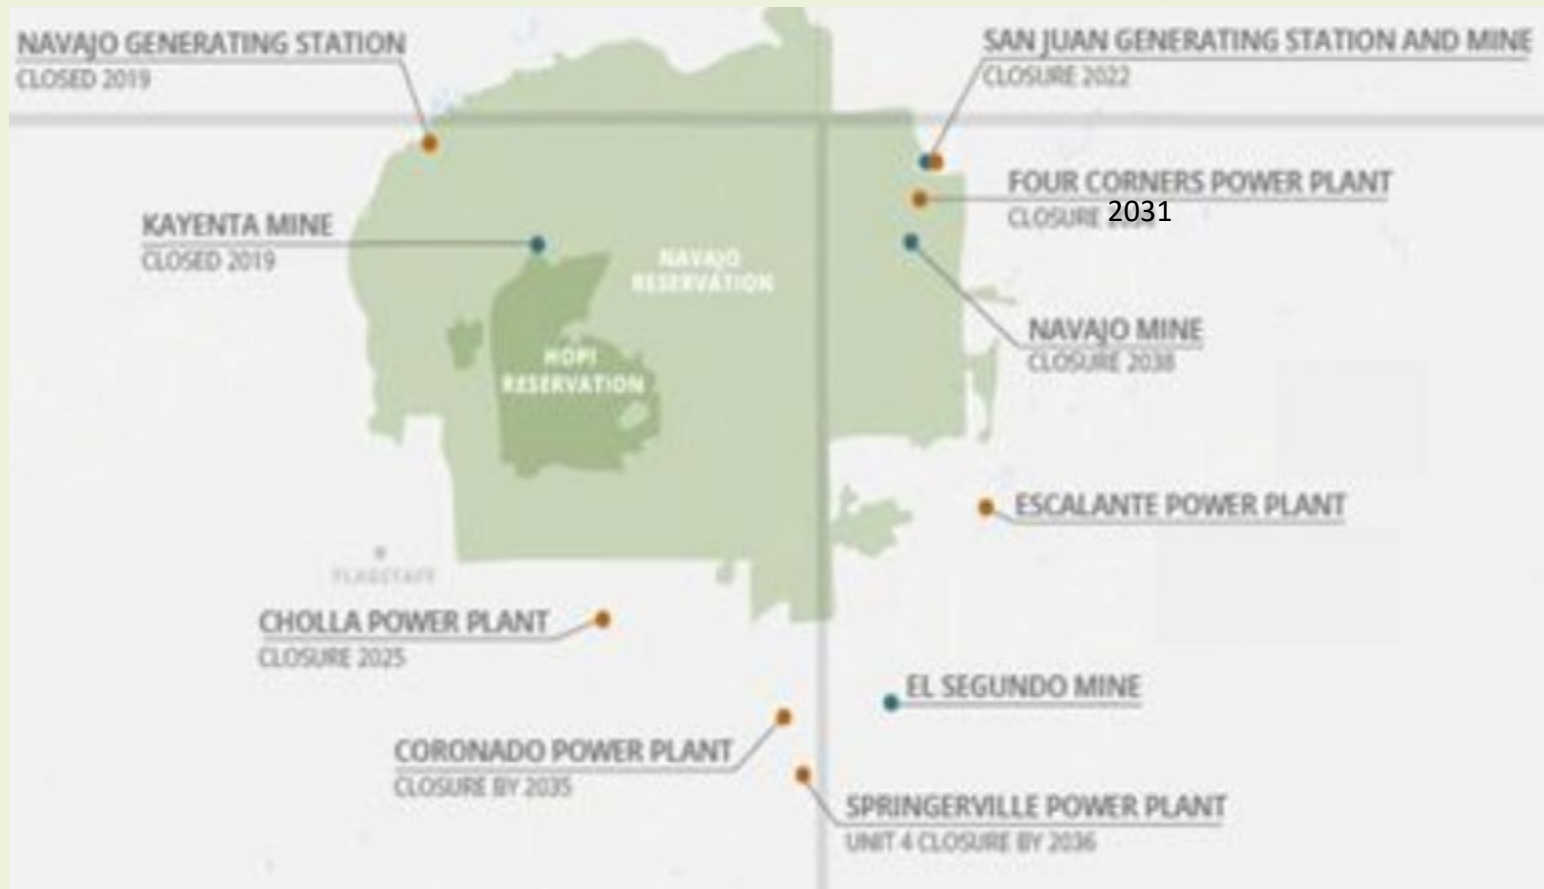 NAVAJO GENERATING STATION
CLOSED 2019
SAN JUAN GENERATING STATION AND MINE
CLOSURE 2022
FOUR CORNERS POWER PLANT
CLOSURE 2031
KAYENTA MINE
CLOSED 2019
NAVAJO
RESERVATION
NAVAJO MINE
CLOSURE 2038
HOPI
RESERVATION
ESCALANTE POWER PLANT
FLAGSTAFF
CHOLLA POWER PLANT
CLOSURE 2025
EL SEGUNDO MINE
CORONADO POWER PLANT
CLOSURE BY 2035
SPRINGERVILLE POWER PLANT
UNIT 4 CLOSURE BY 2036